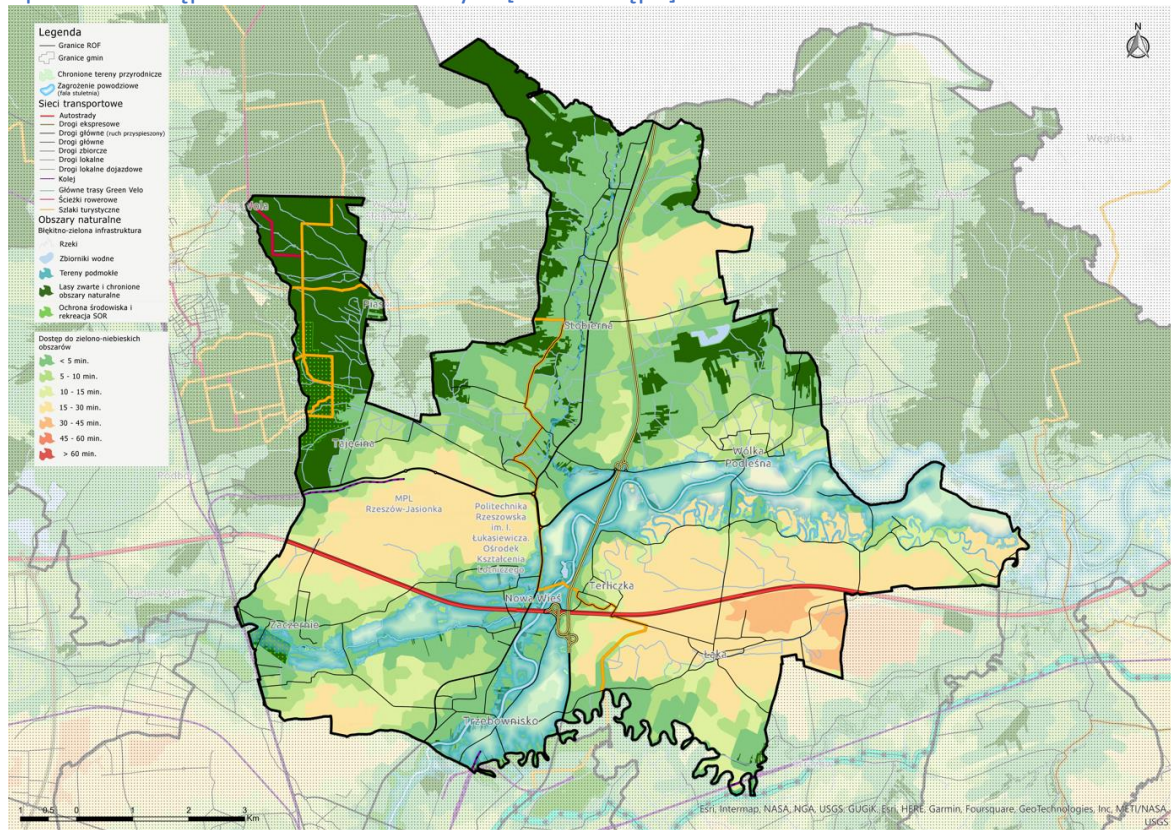 Legenda
Granice ROF
Granice gmin
Chronione tereny przyrodnicze
Zagrożenie powodziowe
(fala stuletnia)
Sieci transportowe
Autostrady
Drogi ekspresowe
Drogi główne (ruch przyspieszony)
Drogi główne
Drogi zbiorcze
Drogi lokalne
Drogi lokalne dojazdowe
Kolej
Główne trasy Green Velo
Ścieżki rowerowe
Szlaki turystyczne
Obszary naturalne
Błękitno-zielona infrastruktura
Rzeki
Zbiorniki wodne
Tereny podmokłe
Lasy zwarte i chronione
obszary naturalne
Ochrona środowiska i
rekreacja SOR
Dostęp do zielono-niebieskich
obszarów
< 5 min.
5 - 10 min.
10 - 15 min.
15 - 30 min.
30 - 45 min.
45 - 60 min.
> 60 min.
N
Węgliska
Stobierna
Tajęcina
Wólka
Podleśna
MPL
Rzeszów-Jasionka
Politechnika
Rzeszowska
im. I.
Łukasiewicza.
Ośrodek
Kształcenia
Lotniczego
Terliczka
Nowa Wieś
Zaczernie
Łąka
Trzebownisko
1 0.5 0 1 2 3
Km
Esri, Intermap, NASA, NGA, USGS, GUGiK, Esri, HERE, Garmin, Foursquare, GeoTechnologies, Inc, METI/NASA,
USGS